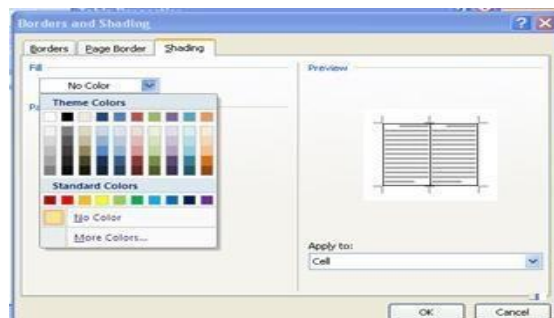 Borders and Shading
Borders Page Border Shading
Fill
Preview
No Color
Theme Colors
Standard Colors
No Color
More Colors...
Apply to:
Cell
OK Cancel